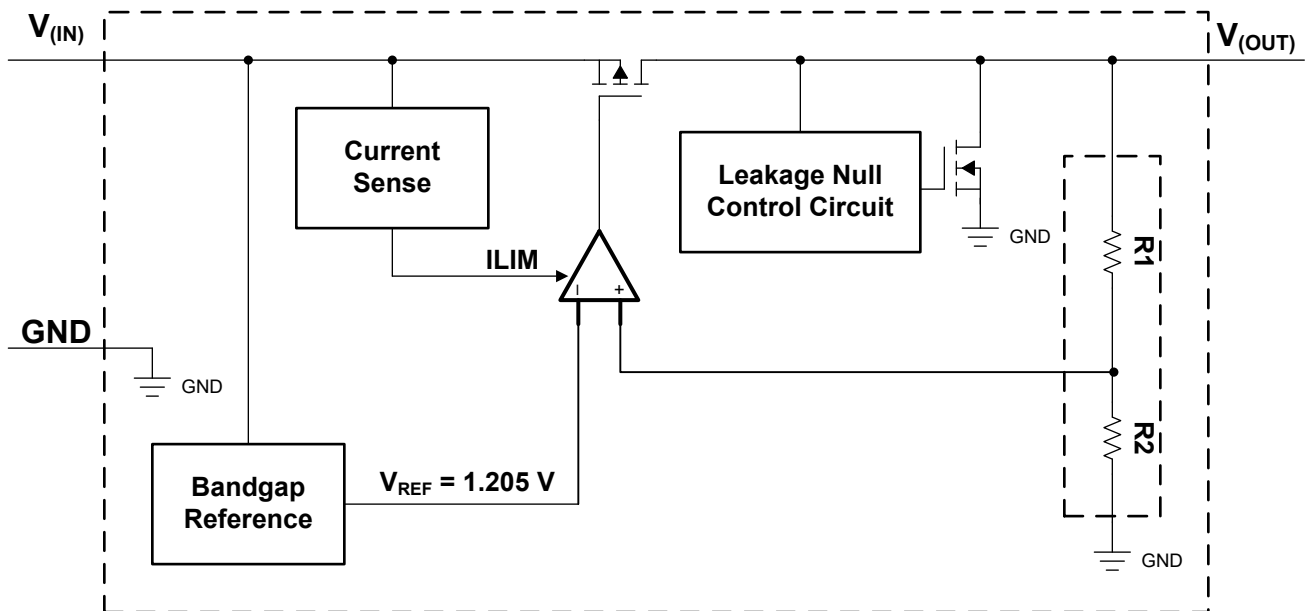 V(IN)
V(OUT)
Current
Sense
Leakage Null
Control Circuit
GND
R1
ILIM
- +
GND
GND
R2
Bandgap
Reference
VREF = 1.205 V
GND